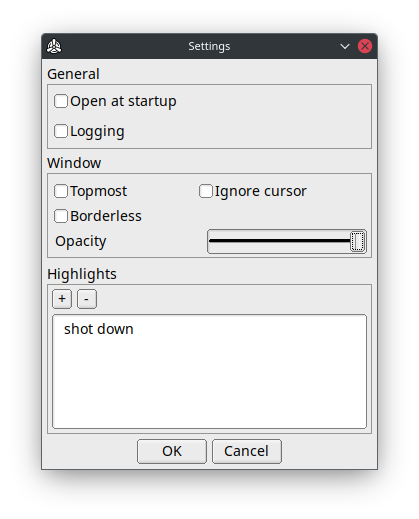 Settings
General
Open at startup
Logging
Window
Topmost Ignore cursor
Borderless
Opacity
Highlights
+ -
shot down
OK Cancel